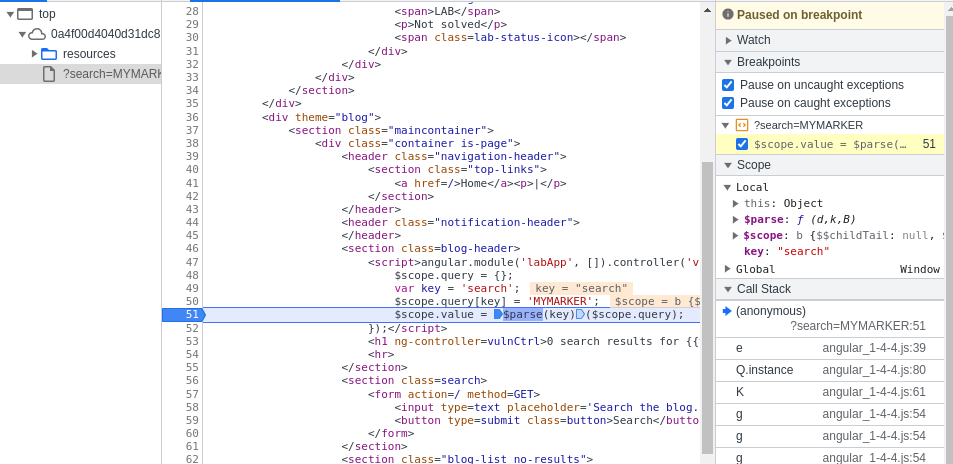 top
0a4f00d4040d31dc8
resources
?search=MYMARK
28 <span>LAB</span>
29 <p>Not solved</p>
30 <span class=lab-status-icon></span>
31 </div>
32 </div>
33 </div>
34 </section>
35 </div>
36 <div theme="blog">
37 <section class="maincontainer">
38 <div class="container is-page">
39 <header class="navigation-header">
40 <section class="top-links">
41 <a href=/>Home</a><p>|</p>
42 </section>
43 </header>
44 <header class="notification-header">
45 </header>
46 <section class=blog-header>
47 <script>angular.module('labApp', []).controller('v
48 $scope.query = {};
49 var key = 'search'; key = "search"
50 $scope.query[key] = 'MYMARKER'; $scope = b {$
51 $scope.value = $parse(key)($scope.query);
52 });</script>
53 <h1 ng-controller=vulnCtrl>0 search results for {{
54 <hr>
55 </section>
56 <section class=search>
57 <form action=/ method=GET>
58 <input type=text placeholder='Search the blog.
59 <button type=submit class=button>Search</butto
60 </form>
61 </section>
62 <section class="blog-list no-results">
Paused on breakpoint
Watch
Breakpoints
Pause on uncaught exceptions
Pause on caught exceptions
?search=MYMARKER
$scope.value = $parse(… 51
Scope
Local
this: Object
$parse: ƒ (d,k,B)
$scope: b {$$childTail: null,
key: "search"
Global Window
Call Stack
(anonymous)
?search=MYMARKER:51
e angular_1-4-4.js:39
Q.instance angular_1-4-4.js:80
K angular_1-4-4.js:61
g angular_1-4-4.js:54
g angular_1-4-4.js:54
g angular_1-4-4.js:54